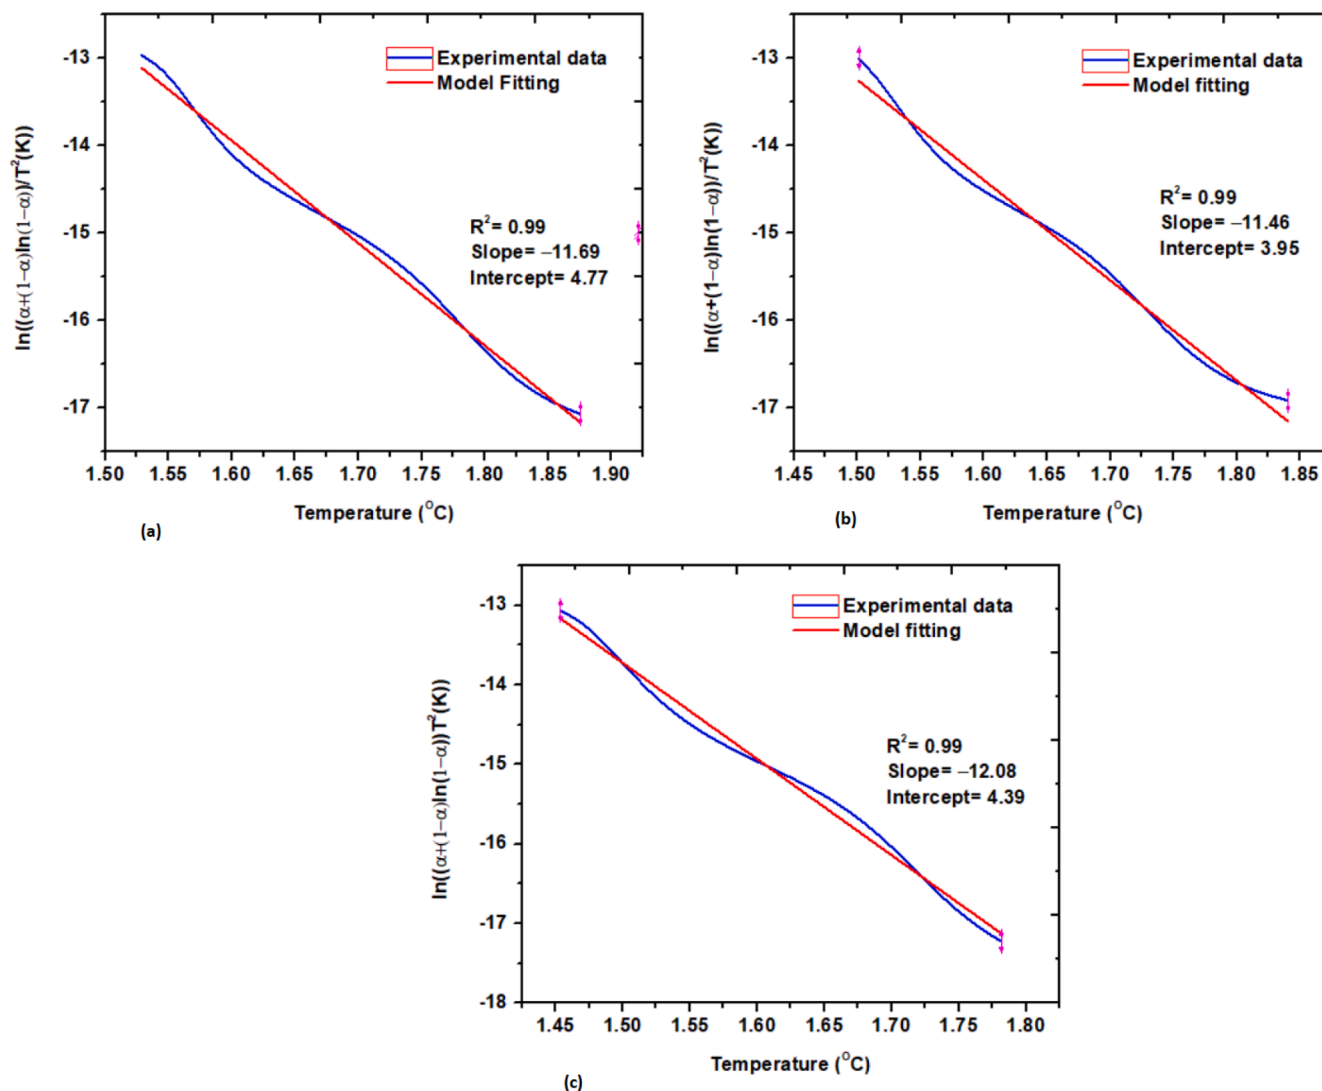 -13
-14
-15
-16
-17
ln((α+(1−α)ln(1−α))/T²(K))
Experimental data
Model Fitting
R²= 0.99
Slope= −11.69
Intercept= 4.77
1.50 1.55 1.60 1.65 1.70 1.75 1.80 1.85 1.90
Temperature (°C)
(a)
-13
-14
-15
-16
-17
ln((α+(1−α)ln(1−α))/T²(K))
Experimental data
Model fitting
R²= 0.99
Slope= −11.46
Intercept= 3.95
1.45 1.50 1.55 1.60 1.65 1.70 1.75 1.80 1.85
Temperature (°C)
(b)
-13
-14
-15
-16
-17
-18
ln((α+(1−α)ln(1−α))T²(K))
Experimental data
Model fitting
R²= 0.99
Slope= −12.08
Intercept= 4.39
1.45 1.50 1.55 1.60 1.65 1.70 1.75 1.80
Temperature (°C)
(c)